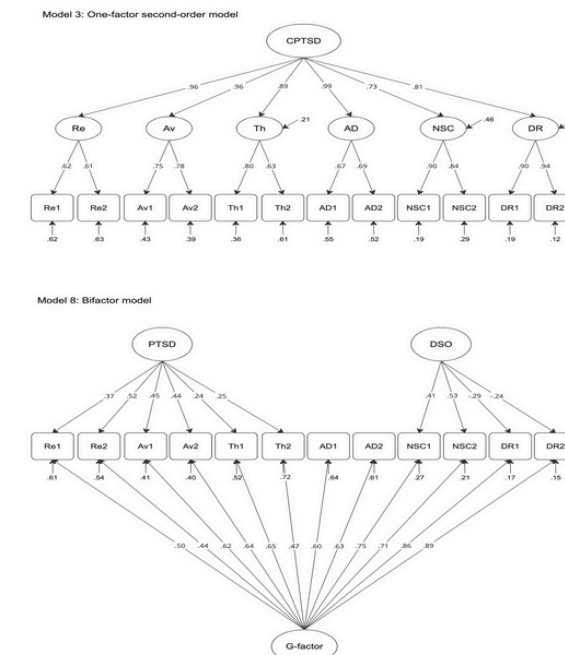 Model 3: One-factor second-order model
CPTSD
.96 .96 .89 .99 .73 .81
Re Av Th .21 AD NSC .46 DR
.62 .61 .75 .78 .80 .63 .67 .69 .90 .84 .90 .94
Re1 Re2 Av1 Av2 Th1 Th2 AD1 AD2 NSC1 NSC2 DR1 DR2
.62 .63 .43 .39 .36 .61 .55 .52 .19 .29 .19 .12
Model 8: Bifactor model
PTSD DSO
.37 .52 .45 .44 .24 .25 .41 .53 -.29 -.24
Re1 Re2 Av1 Av2 Th1 Th2 AD1 AD2 NSC1 NSC2 DR1 DR2
.61 .54 .41 .40 .52 .72 .64 .61 .27 .21 .17 .15
.50 .44 .62 .64 .65 .47 .60 .63 .75 .71 .86 .89
G-factor